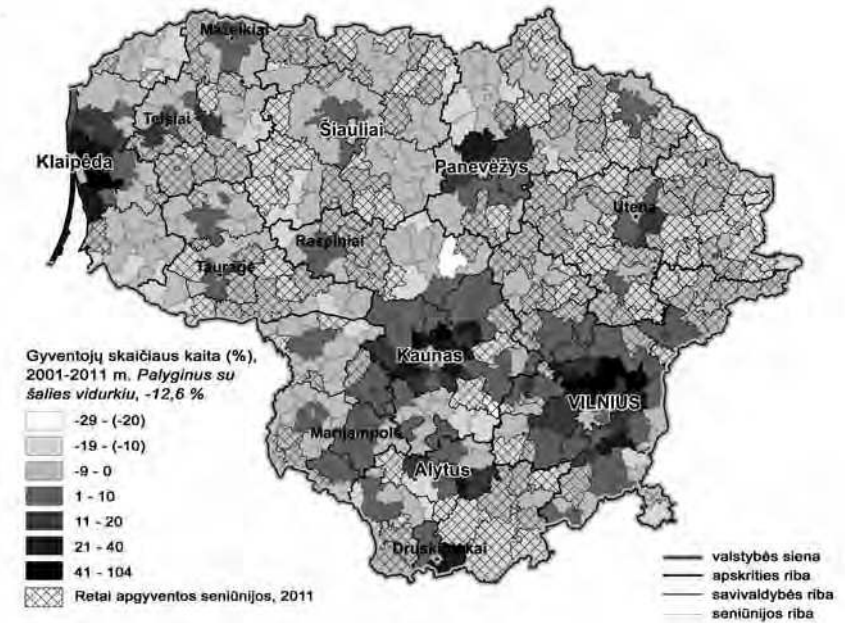 Mažeikiai
Telšiai
Šiauliai
Klaipėda
Panevėžys
Utena
Raspiniai
Tauragė
Kaunas
VILNIUS
Marijampolė
Alytus
Druskininkai
Gyventojų skaičiaus kaita (%),
2001-2011 m. Palyginus su
šalies vidurkiu, -12,6 %
-29 - (-20)
-19 - (-10)
-9 - 0
1 - 10
11 - 20
21 - 40
41 - 104
Retai apgyventos seniūnijos, 2011
valstybės siena
apskrities riba
savivaldybės riba
seniūnijos riba